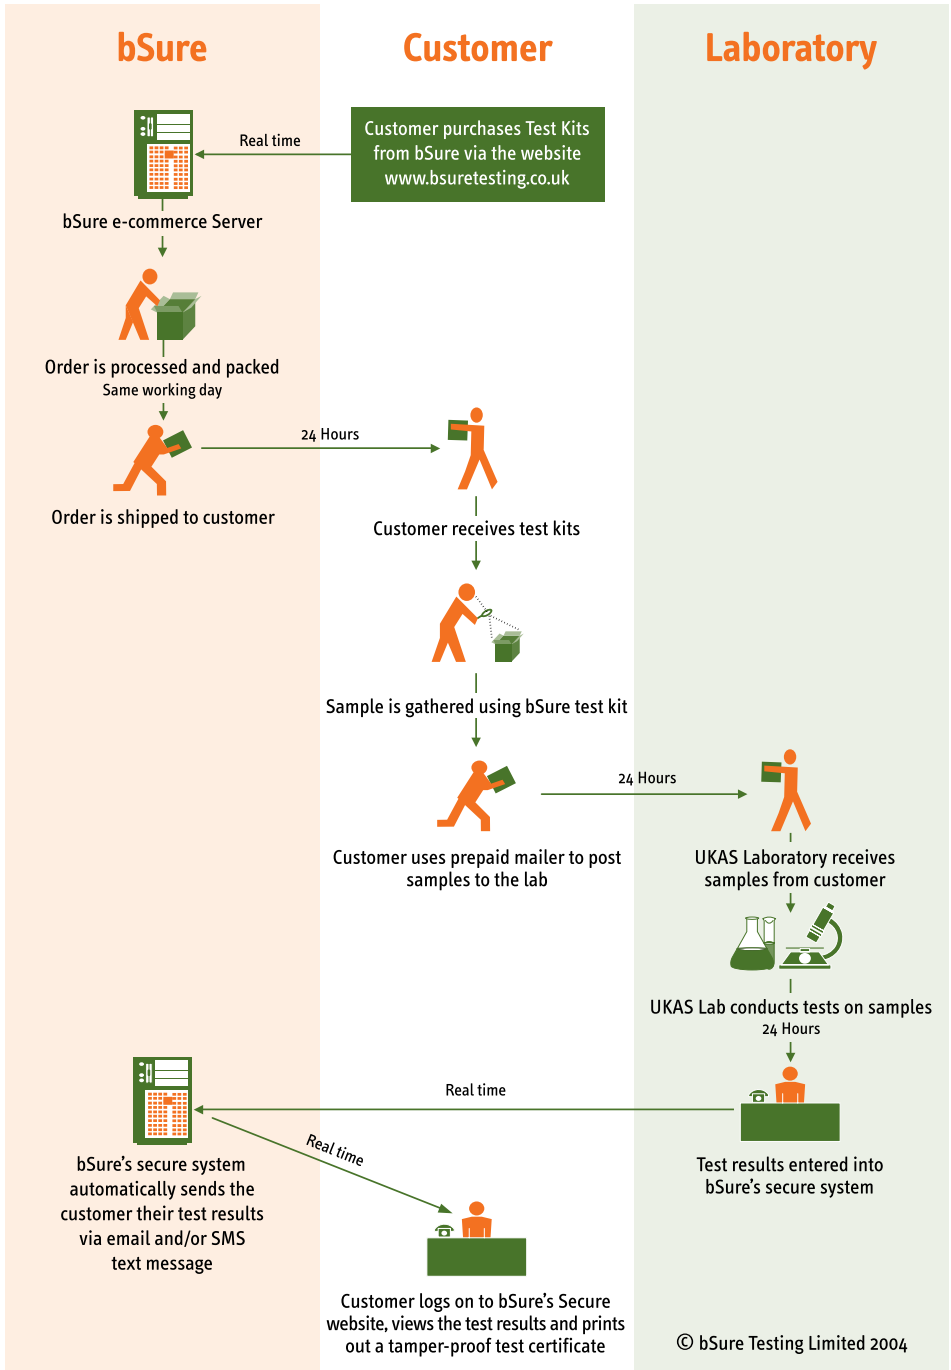 bSure
Customer
Laboratory
Customer purchases Test Kits
from bSure via the website
www.bsuretesting.co.uk
Real time
bSure e-commerce Server
Order is processed and packed
Same working day
24 Hours
Order is shipped to customer
Customer receives test kits
Sample is gathered using bSure test kit
24 Hours
Customer uses prepaid mailer to post
samples to the lab
UKAS Laboratory receives
samples from customer
UKAS Lab conducts tests on samples
24 Hours
Real time
Test results entered into
bSure's secure system
bSure's secure system
automatically sends the
customer their test results
via email and/or SMS
text message
Real time
Customer logs on to bSure's Secure
website, views the test results and prints
out a tamper-proof test certificate
© bSure Testing Limited 2004